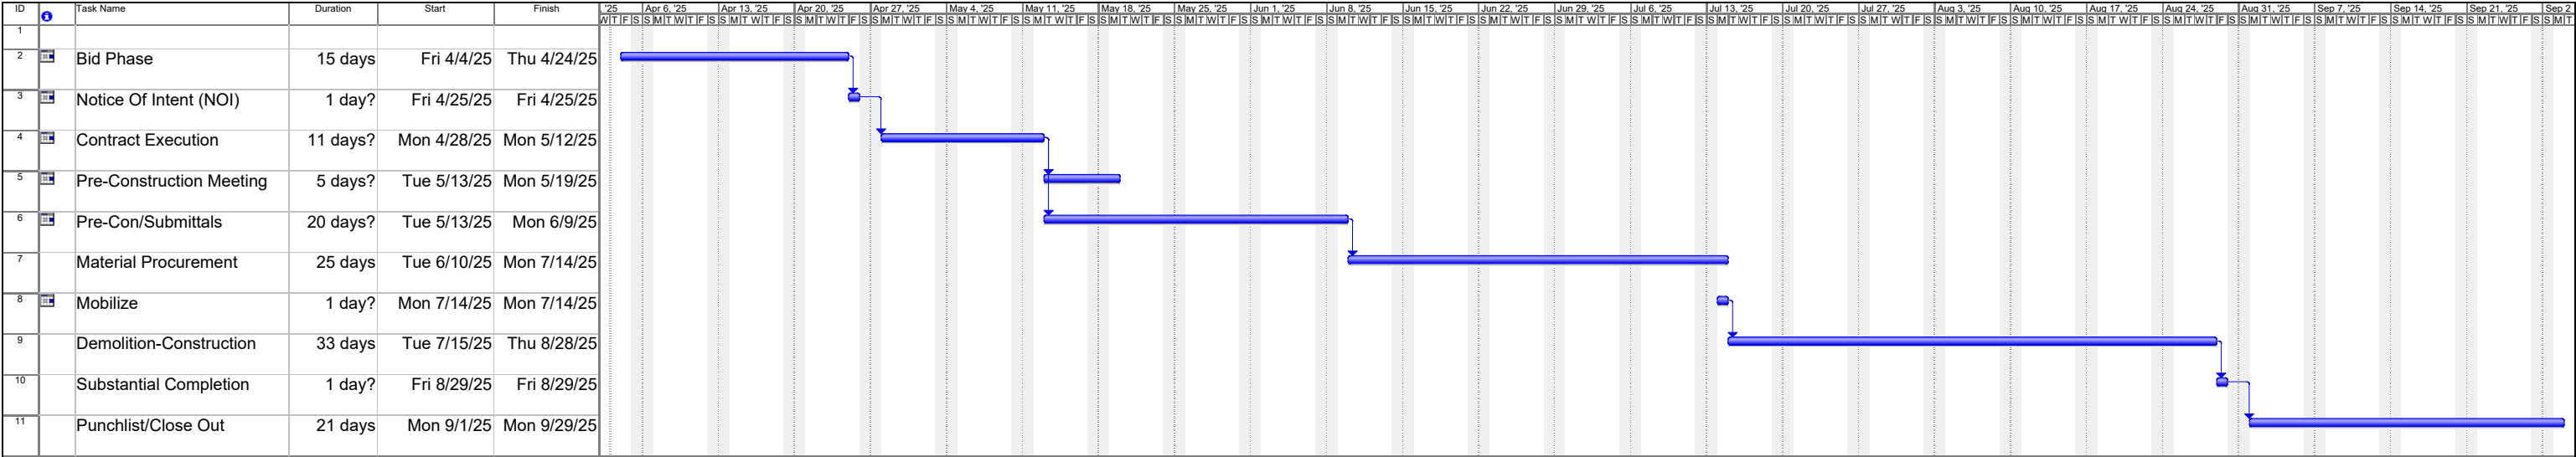 ID Task Name Duration Start Finish '25 Apr 6, '25 Apr 13, '25 Apr 20, '25 Apr 27, '25 May 4, '25 May 11, '25 May 18, '25 May 25, '25 Jun 1, '25 Jun 8, '25 Jun 15, '25 Jun 22, '25 Jun 29, '25 Jul 6, '25 Jul 13, '25 Jul 20, '25 Jul 27, '25 Aug 3, '25 Aug 10, '25 Aug 17, '25 Aug 24, '25 Aug 31, '25 Sep 7, '25 Sep 14, '25 Sep 21, '25 Sep 2
W T F S S M T W T F S S M T W T F S S M T W T F S S M T W T F S S M T W T F S S M T W T F S S M T W T F S S M T W T F S S M T W T F S S M T W T F S S M T W T F S S M T W T F S S M T W T F S S M T W T F S S M T W T F S S M T W T F S S M T W T F S S M T W T F S S M T W T F S S M T W T F S S M T W T F S S M T W T F S S M T W T F S S M T W T F S S M T
1
2 Bid Phase 15 days Fri 4/4/25 Thu 4/24/25
3 Notice Of Intent (NOI) 1 day? Fri 4/25/25 Fri 4/25/25
4 Contract Execution 11 days? Mon 4/28/25 Mon 5/12/25
5 Pre-Construction Meeting 5 days? Tue 5/13/25 Mon 5/19/25
6 Pre-Con/Submittals 20 days? Tue 5/13/25 Mon 6/9/25
7 Material Procurement 25 days Tue 6/10/25 Mon 7/14/25
8 Mobilize 1 day? Mon 7/14/25 Mon 7/14/25
9 Demolition-Construction 33 days Tue 7/15/25 Thu 8/28/25
10 Substantial Completion 1 day? Fri 8/29/25 Fri 8/29/25
11 Punchlist/Close Out 21 days Mon 9/1/25 Mon 9/29/25